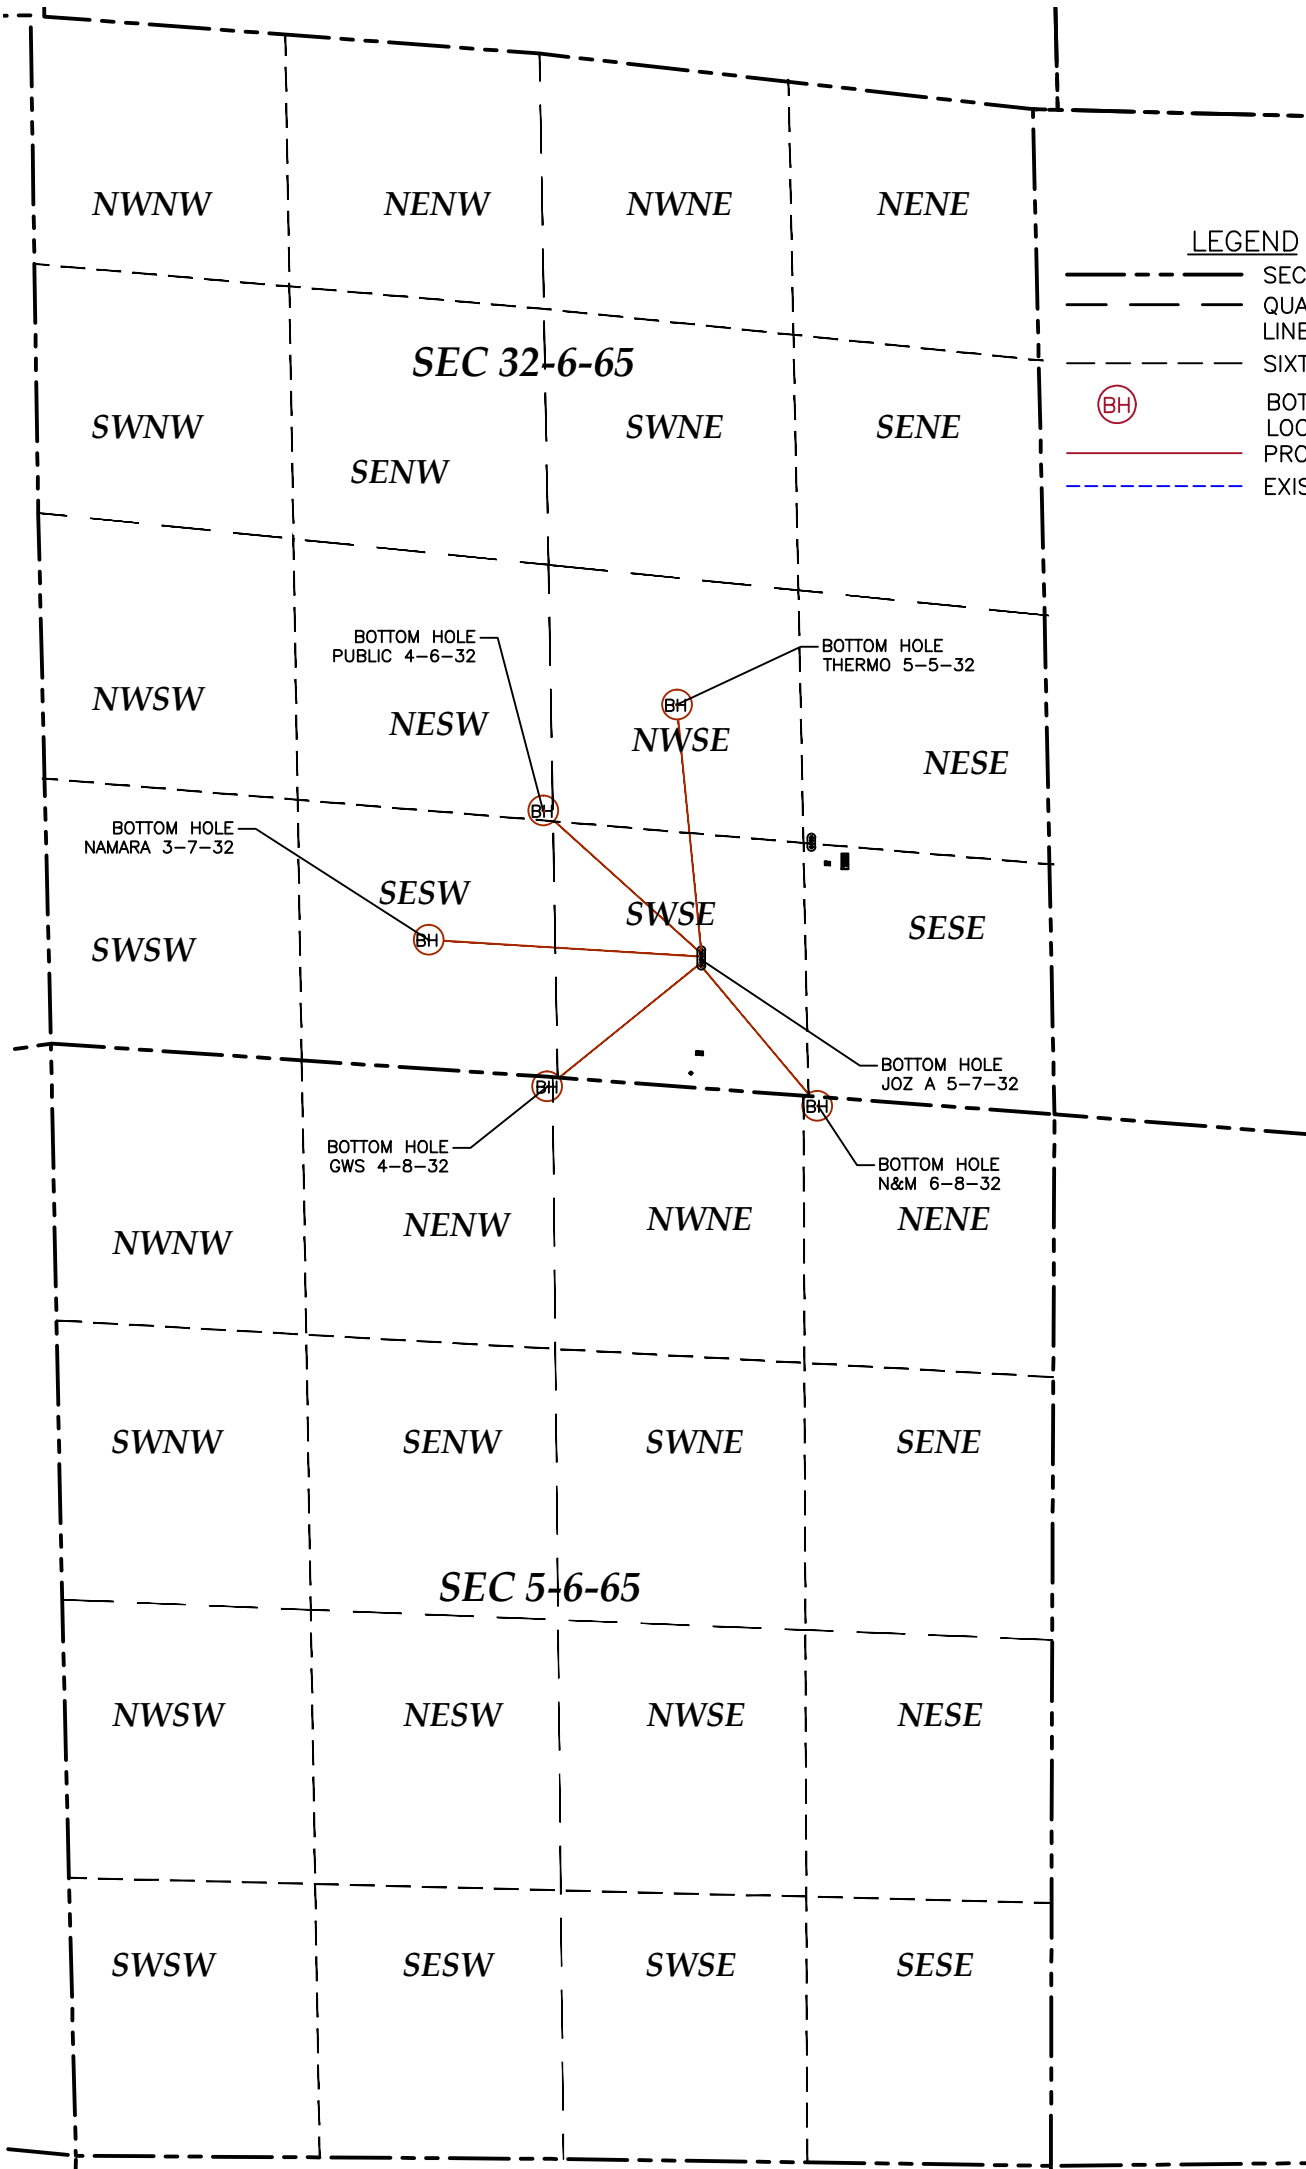 NWNW
NENW
NWNE
NENE
LEGEND
SEC
QUA
LINE
SIXT
BH
BOT
LOC
PRO
EXIS
SEC 32-6-65
SWNW
SENW
SWNE
SENE
BOTTOM HOLE
PUBLIC 4-6-32
BOTTOM HOLE
THERMO 5-5-32
NWSW
NESW
BH
NWSE
NESE
BH
BOTTOM HOLE
NAMARA 3-7-32
SESW
SWSE
SESE
SWSW
BH
BOTTOM HOLE
JOZ A 5-7-32
BH
BH
BOTTOM HOLE
GWS 4-8-32
BOTTOM HOLE
N&M 6-8-32
NWNW
NENW
NWNE
NENE
SWNW
SENW
SWNE
SENE
SEC 5-6-65
NWSW
NESW
NWSE
NESE
SWSW
SESW
SWSE
SESE